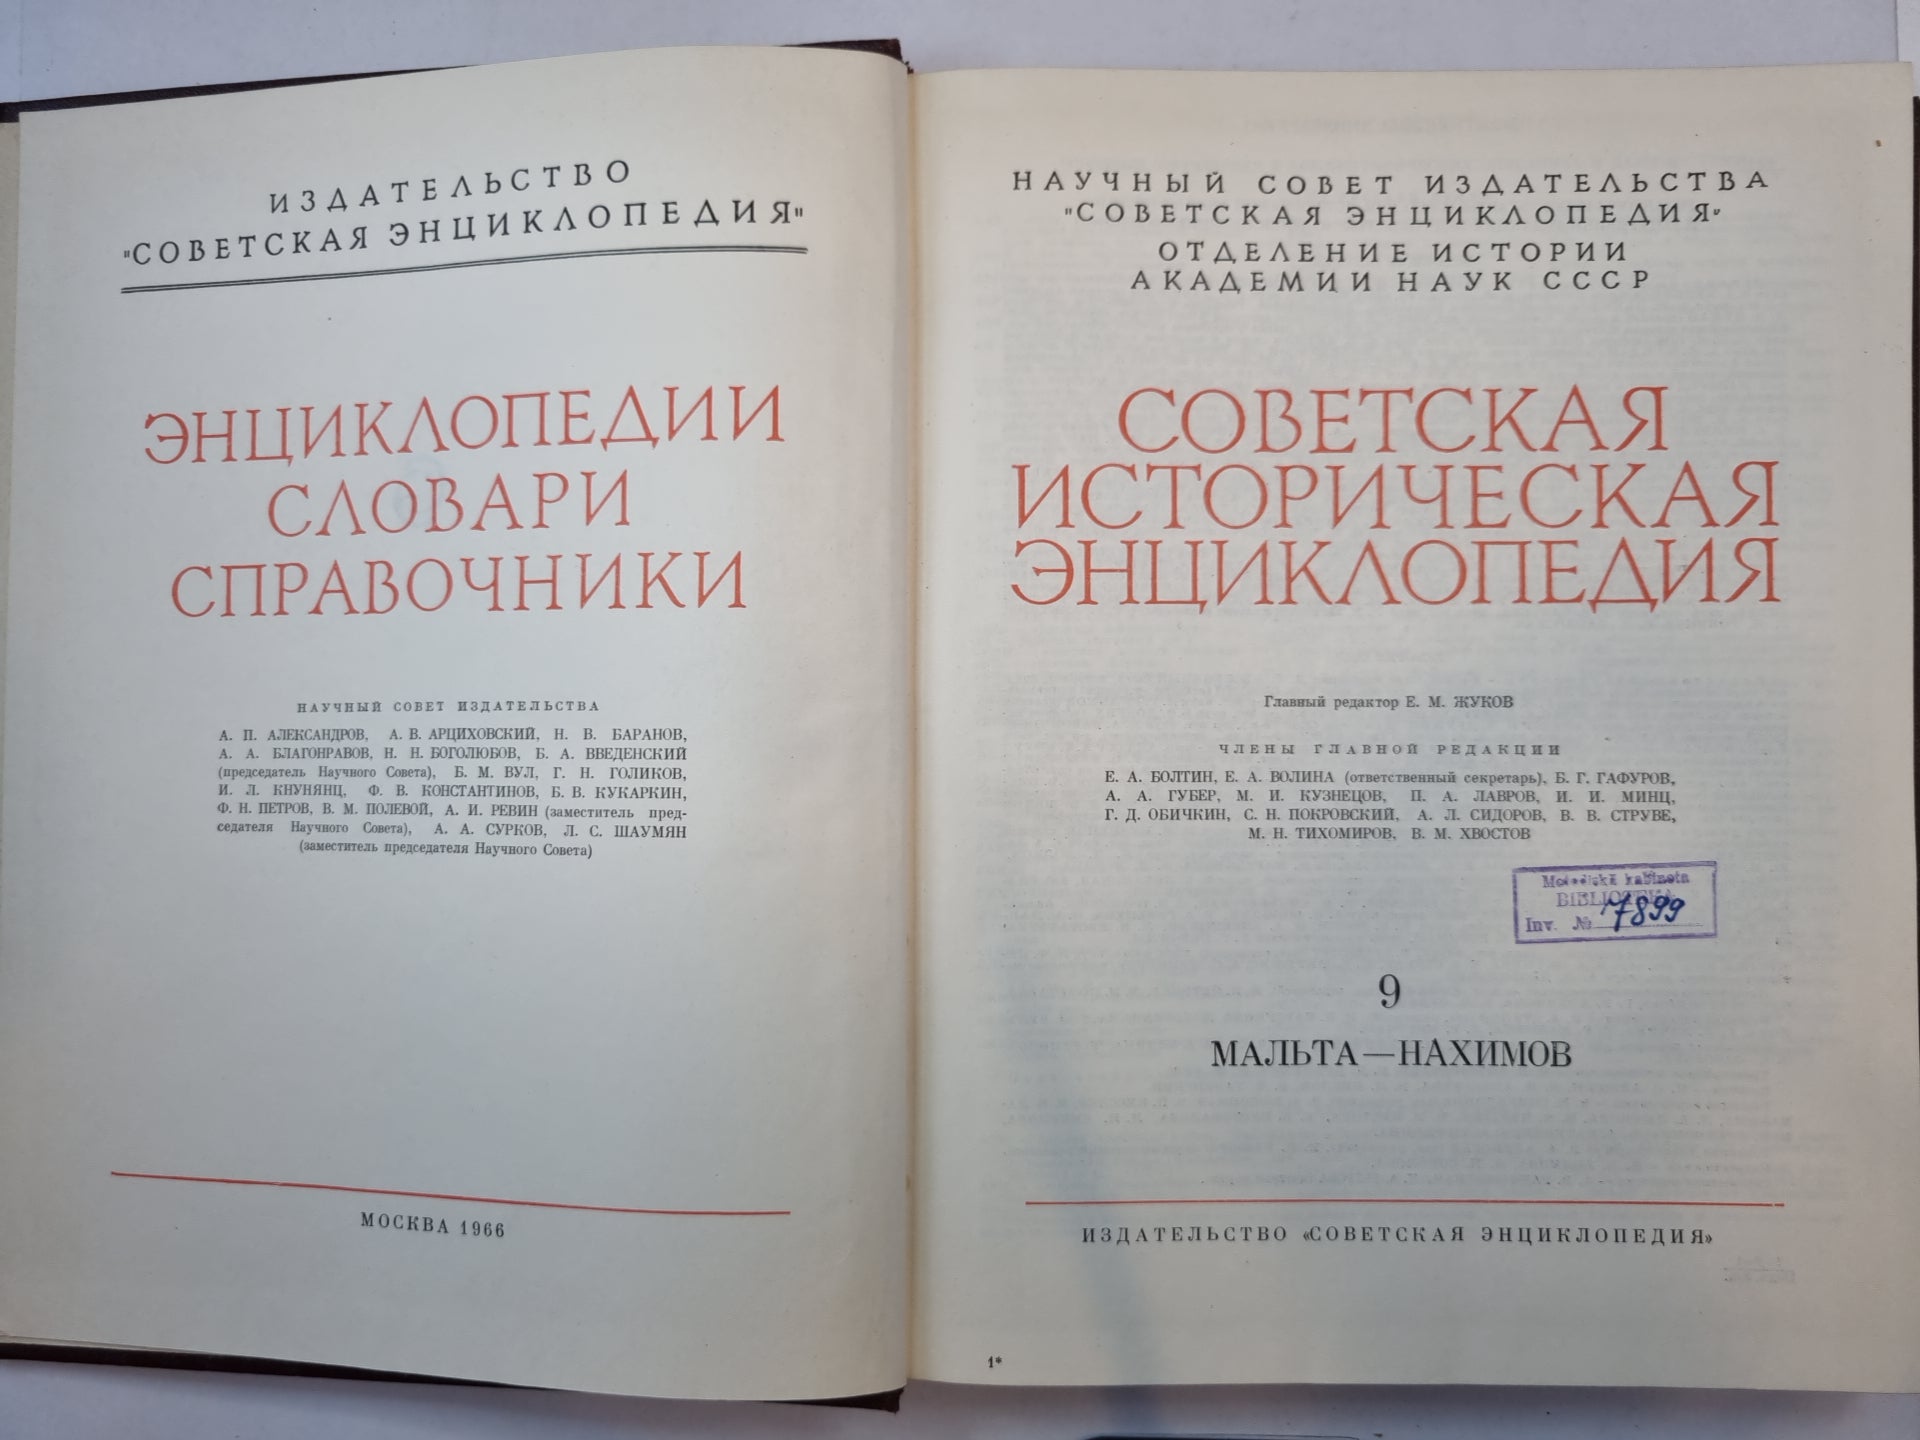 ИЗДАТЕЛЬСТВО
"СОВЕТСКАЯ ЭНЦИКЛОПЕДИЯ"
ЭНЦИКЛОПЕДИИ
СЛОВАРИ
СПРАВОЧНИКИ
НАУЧНЫЙ СОВЕТ ИЗДАТЕЛЬСТВА
А. П. АЛЕКСАНДРОВ, А. В. АРЦИХОВСКИЙ, Н. В. БАРАНОВ,
А. А. БЛАГОНРАВОВ, Н. Н. БОГОЛЮБОВ, Б. А. ВВЕДЕНСКИЙ
(председатель Научного Совета), Б. М. ВУЛ, Г. Н. ГОЛИКОВ,
И. Л. КНУНЯНЦ, Ф. В. КОНСТАНТИНОВ, Б. В. КУКАРКИН,
Ф. Н. ПЕТРОВ, В. М. ПОЛЕВОЙ, А. И. РЕВИН (заместитель пред-
седателя Научного Совета), А. А. СУРКОВ, Л. С. ШАУМЯН
(заместитель председателя Научного Совета)
МОСКВА 1966
НАУЧНЫЙ СОВЕТ ИЗДАТЕЛЬСТВА
"СОВЕТСКАЯ ЭНЦИКЛОПЕДИЯ"
ОТДЕЛЕНИЕ ИСТОРИИ
АКАДЕМИИ НАУК СССР
СОВЕТСКАЯ
ИСТОРИЧЕСКАЯ
ЭНЦИКЛОПЕДИЯ
Главный редактор Е. М. ЖУКОВ
ЧЛЕНЫ ГЛАВНОЙ РЕДАКЦИИ
Е. А. БОЛТИН, Е. А. ВОЛИНА (ответственный секретарь), Б. Г. ГАФУРОВ,
А. А. ГУБЕР, М. И. КУЗНЕЦОВ, П. А. ЛАВРОВ, И. И. МИНЦ,
Г. Д. ОБИЧКИН, С. Н. ПОКРОВСКИЙ, А. Л. СИДОРОВ, В. В. СТРУВЕ,
М. Н. ТИХОМИРОВ, В. М. ХВОСТОВ
kabineta
BIBLIOTEKA
Inv. № 7899
9
МАЛЬТА—НАХИМОВ
ИЗДАТЕЛЬСТВО «СОВЕТСКАЯ ЭНЦИКЛОПЕДИЯ»
1*